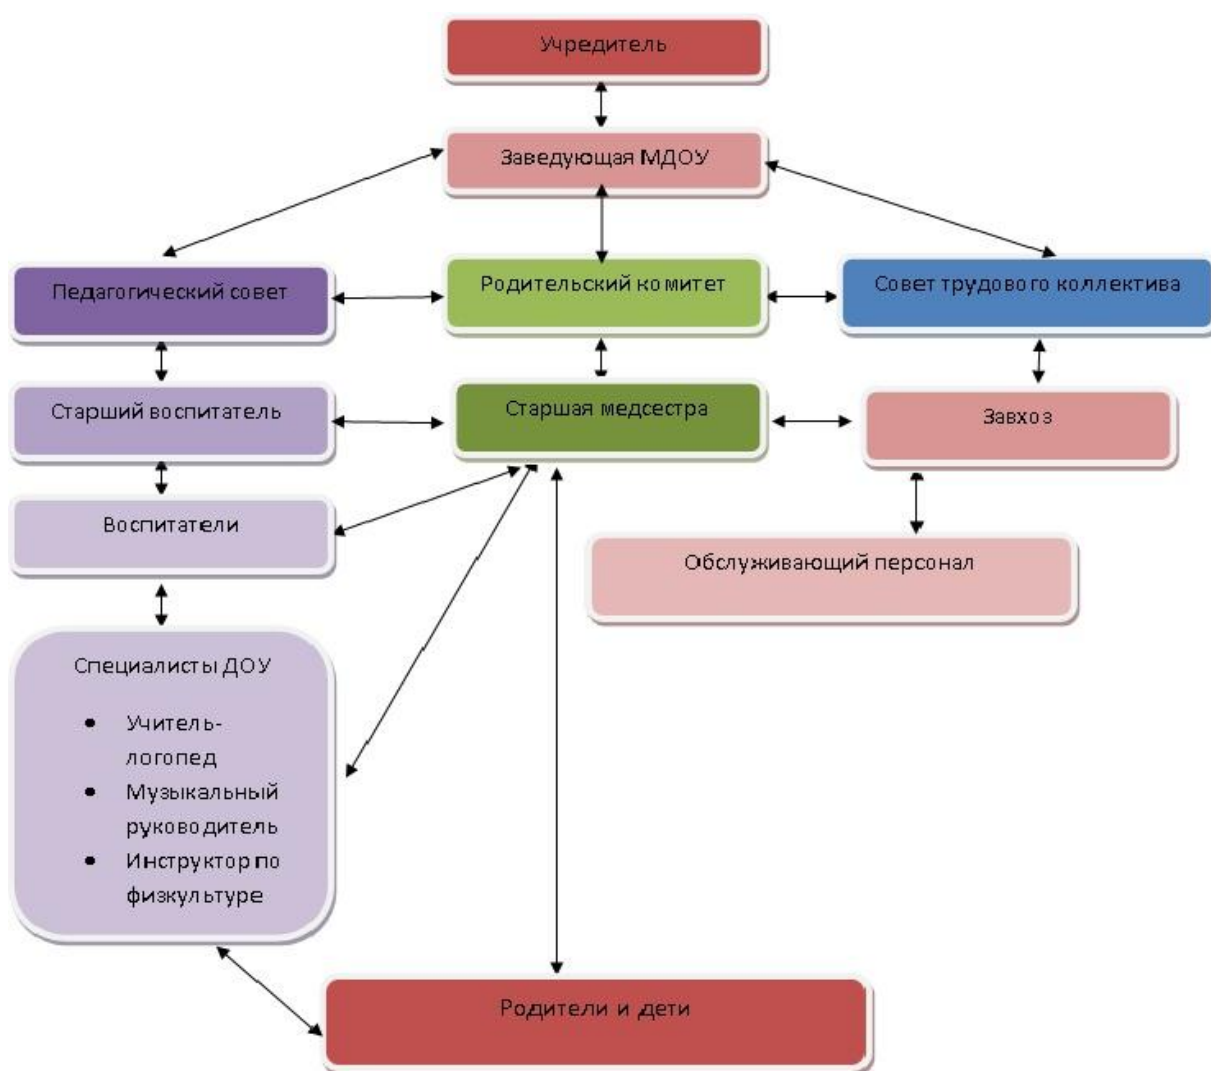 Учредитель
Заведующая МДОУ
Педагогический совет
Родительский комитет
Совет трудового коллектива
Старший воспитатель
Старшая медсестра
Завхоз
Воспитатели
Обслуживающий персонал
Специалисты ДОУ
• Учитель-
логопед
• Музыкальный
руководитель
• Инструктор по
физкультуре
Родители и дети